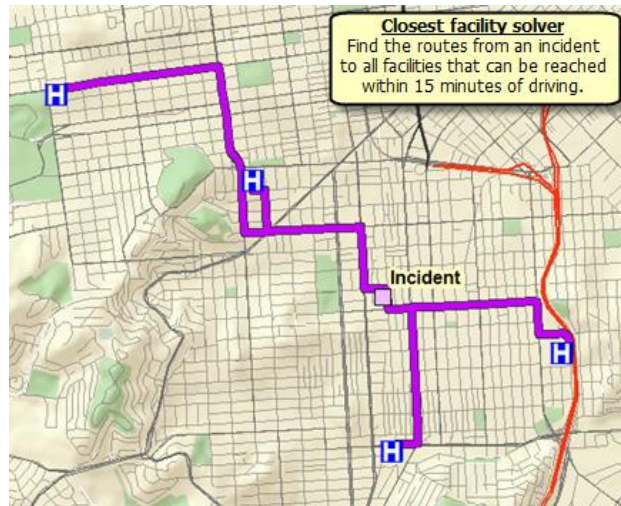 Closest facility solver
Find the routes from an incident
to all facilities that can be reached
within 15 minutes of driving.
H
H
Incident
H
H